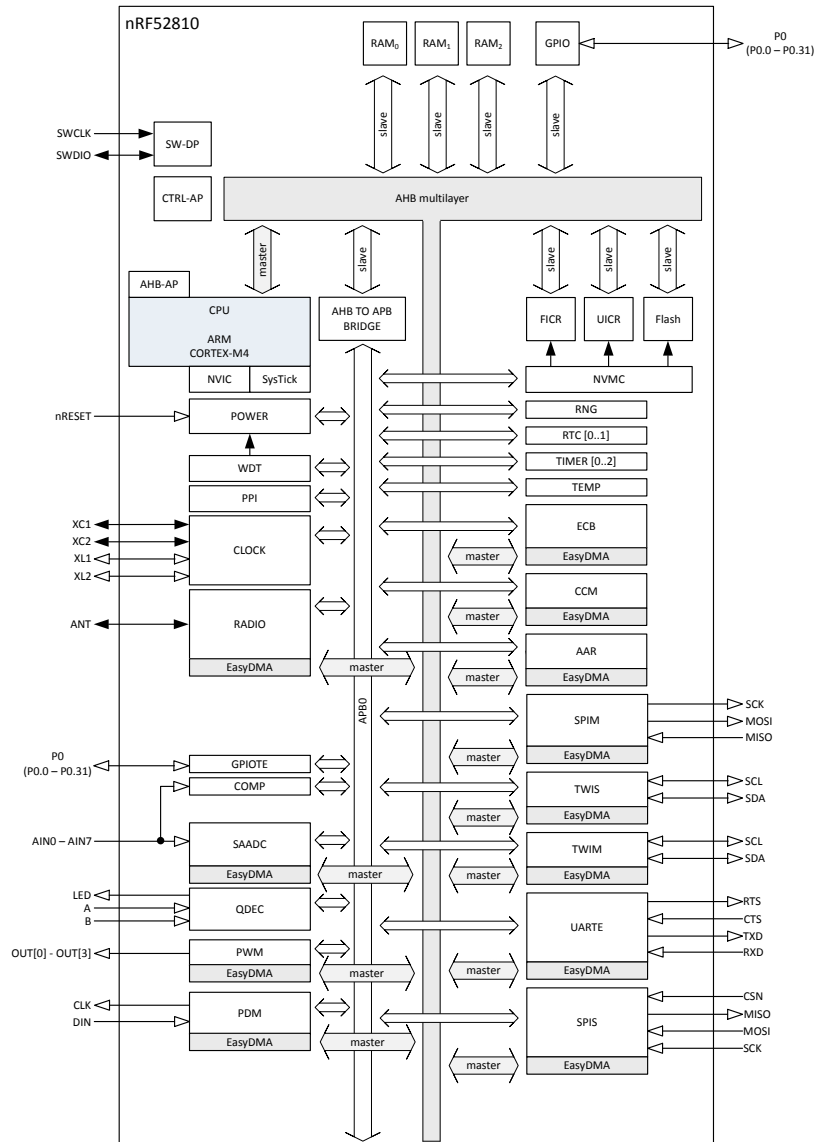 nRF52810
RAM₀ RAM₁ RAM₂ GPIO
P0
(P0.0 – P0.31)
slave slave slave slave
SWCLK
SWDIO
SW-DP
CTRL-AP
AHB multilayer
master slave slave slave slave
AHB-AP
CPU
ARM
CORTEX-M4
NVIC SysTick
AHB TO APB
BRIDGE
FICR UICR Flash
NVMC
nRESET
POWER
RNG
RTC [0..1]
WDT
TIMER [0..2]
PPI
TEMP
XC1
XC2
XL1
XL2
CLOCK
ECB
master EasyDMA
CCM
master EasyDMA
ANT
RADIO
EasyDMA master
AAR
master EasyDMA
APB0
SPIM
master EasyDMA
SCK
MOSI
MISO
P0
(P0.0 – P0.31)
GPIOTE
COMP
TWIS
master EasyDMA
SCL
SDA
AIN0 – AIN7
SAADC
EasyDMA master
TWIM
master EasyDMA
SCL
SDA
LED
A
B
QDEC
UARTE
master EasyDMA
RTS
CTS
TXD
RXD
OUT[0] - OUT[3]
PWM
EasyDMA master
CLK
DIN
PDM
EasyDMA master
SPIS
master EasyDMA
CSN
MISO
MOSI
SCK